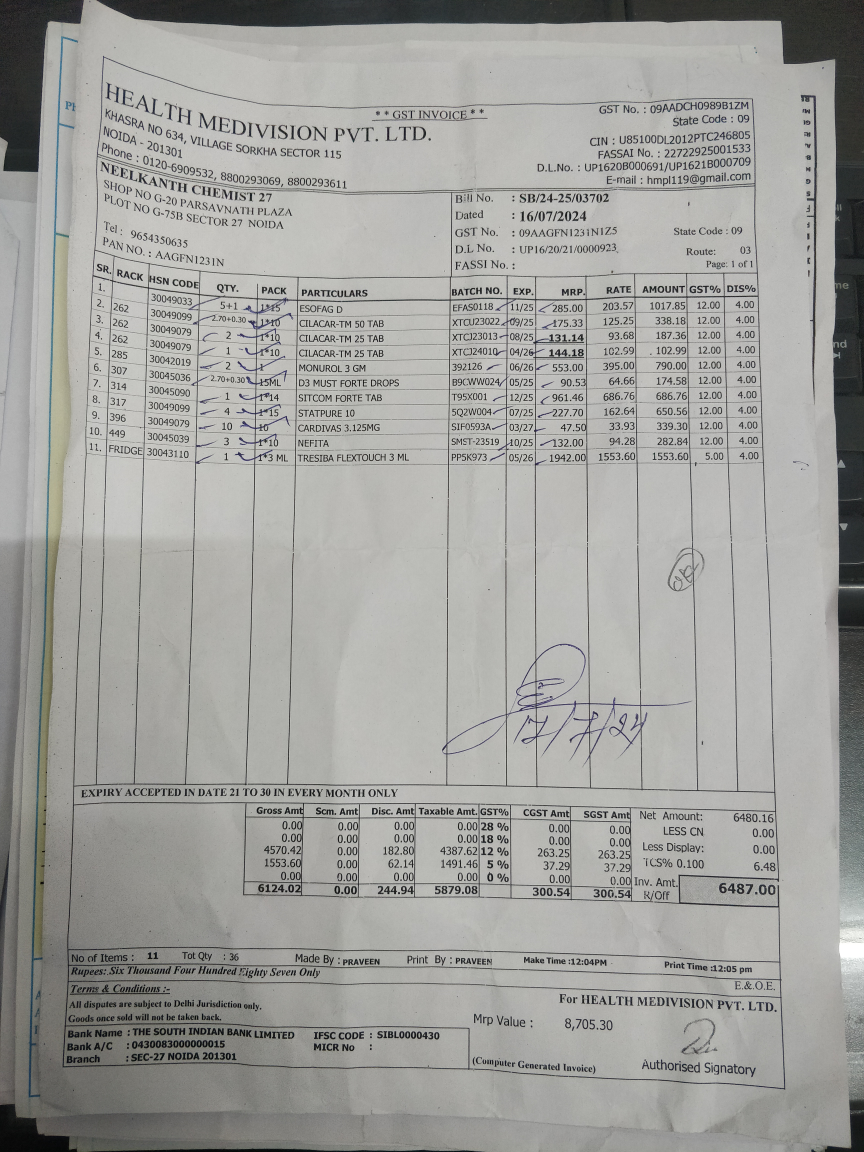 * * GST INVOICE * *
HEALTH MEDIVISION PVT. LTD.
KHASRA NO 634, VILLAGE SORKHA SECTOR 115
NOIDA - 201301
Phone : 0120-6909532, 8800293069, 8800293611
GST No. : 09AADCH0989B1ZM
State Code : 09
CIN : U85100DL2012PTC246805
FASSAI No. : 22722925001533
D.L.No. : UP1620B000691/UP1621B000709
E-mail : hmpl119@gmail.com
NEELKANTH CHEMIST 27
SHOP NO G-20 PARSAVNATH PLAZA
PLOT NO G-75B SECTOR 27 NOIDA
Tel : 9654350635
PAN NO. : AAGFN1231N
Bill No. : SB/24-25/03702
Dated : 16/07/2024
GST No. : 09AAGFN1231N1Z5 State Code : 09
D.L No. : UP16/20/21/0000923 Route: 03
FASSI No. : Page: 1 of 1
SR. RACK HSN CODE QTY. PACK PARTICULARS BATCH NO. EXP. MRP. RATE AMOUNT GST% DIS%
1. 30049033 5+1 1*15 ESOFAG D EFAS0118 11/25 285.00 203.57 1017.85 12.00 4.00
2. 262 30049099 2.70+0.30 1*10 CILACAR-TM 50 TAB XTCU23022 09/25 175.33 125.25 338.18 12.00 4.00
3. 262 30049079 2 1*10 CILACAR-TM 25 TAB XTCJ23013 08/25 131.14 93.68 187.36 12.00 4.00
4. 262 30049079 1 1*10 CILACAR-TM 25 TAB XTCJ24010 04/26 144.18 102.99 102.99 12.00 4.00
5. 285 30042019 2 1 MONUROL 3 GM 392126 06/26 553.00 395.00 790.00 12.00 4.00
6. 307 30045036 2.70+0.30 15ML D3 MUST FORTE DROPS B9CWW024 05/25 90.53 64.66 174.58 12.00 4.00
7. 314 30045090 1 1*14 SITCOM FORTE TAB T95X001 12/25 961.46 686.76 686.76 12.00 4.00
8. 317 30049099 4 1*15 STATPURE 10 5Q2W004 07/25 227.70 162.64 650.56 12.00 4.00
9. 396 30049079 10 10 CARDIVAS 3.125MG SIF0593A 03/27 47.50 33.93 339.30 12.00 4.00
10. 449 30045039 3 1*10 NEFITA SMST-23519 10/25 132.00 94.28 282.84 12.00 4.00
11. FRIDGE 30043110 1 1*3 ML TRESIBA FLEXTOUCH 3 ML PP5K973 05/26 1942.00 1553.60 1553.60 5.00 4.00
17/7/24
EXPIRY ACCEPTED IN DATE 21 TO 30 IN EVERY MONTH ONLY
Gross Amt Scm. Amt Disc. Amt Taxable Amt. GST% CGST Amt SGST Amt
0.00 0.00 0.00 0.00 28 % 0.00 0.00
0.00 0.00 0.00 0.00 18 % 0.00 0.00
4570.42 0.00 182.80 4387.62 12 % 263.25 263.25
1553.60 0.00 62.14 1491.46 5 % 37.29 37.29
0.00 0.00 0.00 0.00 0 % 0.00 0.00
6124.02 0.00 244.94 5879.08 300.54 300.54
Net Amount: 6480.16
LESS CN 0.00
Less Display: 0.00
TCS% 0.100 6.48
Inv. Amt. R/Off 6487.00
No of Items : 11 Tot Qty : 36 Made By : PRAVEEN Print By : PRAVEEN Make Time :12:04PM Print Time :12:05 pm
Rupees: Six Thousand Four Hundred Eighty Seven Only
E.&O.E.
Terms & Conditions :-
All disputes are subject to Delhi Jurisdiction only.
Goods once sold will not be taken back.
For HEALTH MEDIVISION PVT. LTD.
Mrp Value : 8,705.30
Bank Name : THE SOUTH INDIAN BANK LIMITED IFSC CODE : SIBL0000430
Bank A/C : 0430083000000015 MICR No :
Branch : SEC-27 NOIDA 201301
(Computer Generated Invoice)
Authorised Signatory